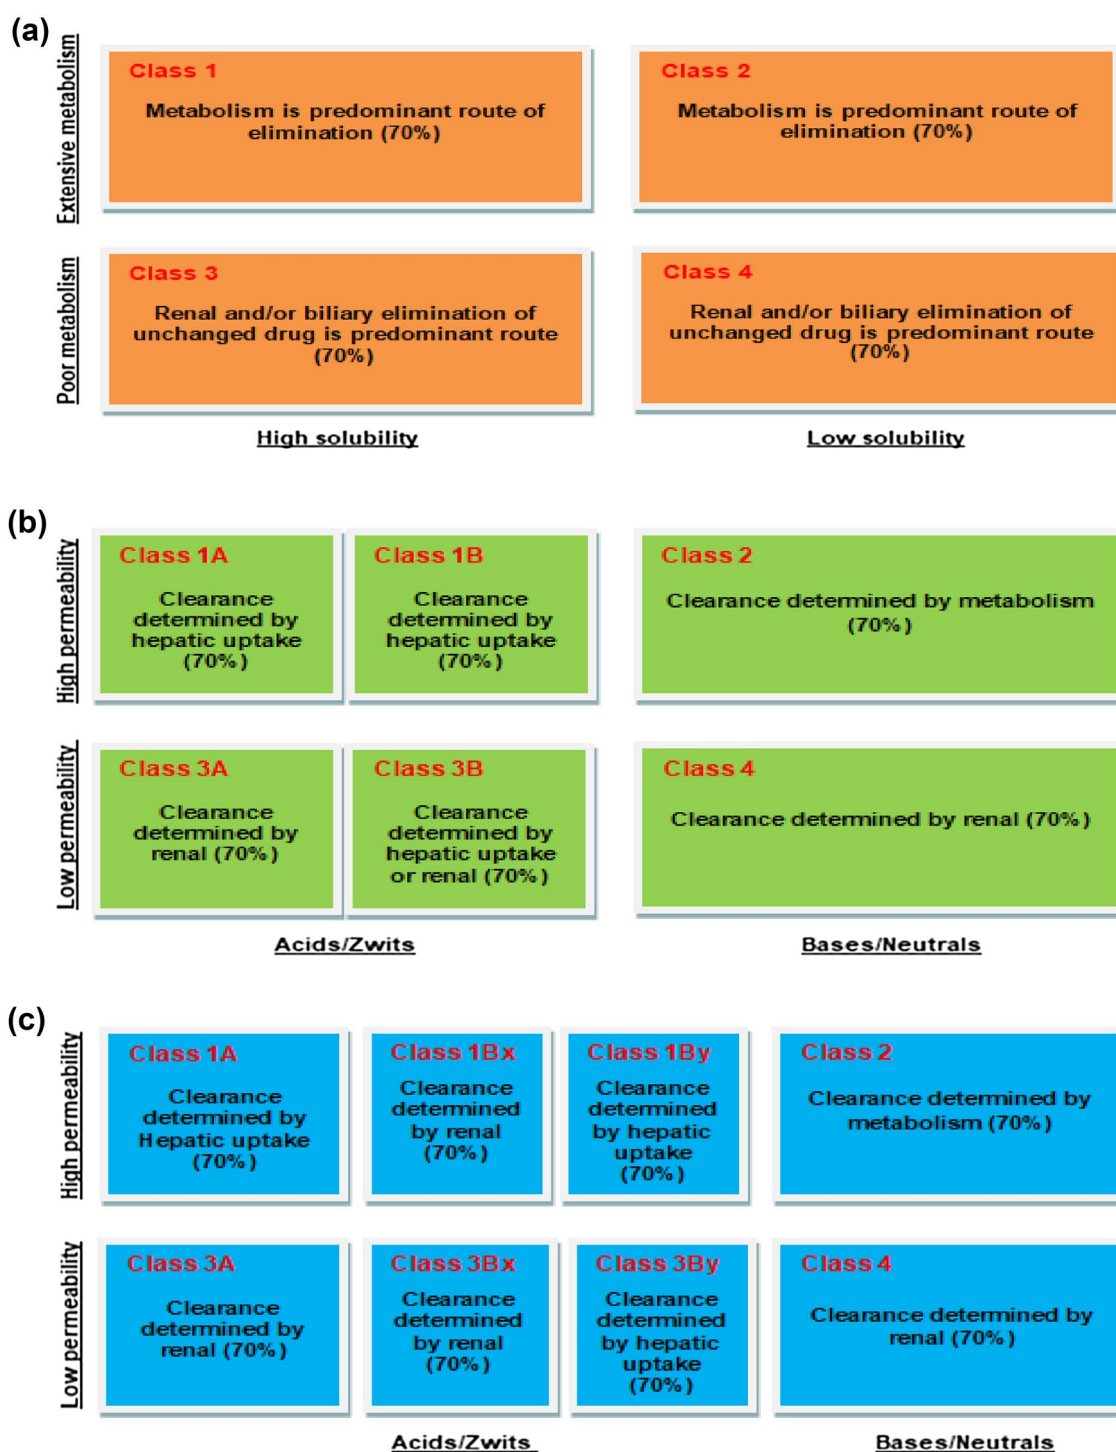 (a)
Extensive metabolism
Class 1
Metabolism is predominant route of
elimination (70%)
Class 2
Metabolism is predominant route of
elimination (70%)
Poor metabolism
Class 3
Renal and/or biliary elimination of
unchanged drug is predominant route
(70%)
Class 4
Renal and/or biliary elimination of
unchanged drug is predominant route
(70%)
High solubility
Low solubility
(b)
High permeability
Class 1A
Clearance
determined by
hepatic uptake
(70%)
Class 1B
Clearance
determined by
hepatic uptake
(70%)
Class 2
Clearance determined by metabolism
(70%)
Low permeability
Class 3A
Clearance
determined by
renal (70%)
Class 3B
Clearance
determined by
hepatic uptake
or renal (70%)
Class 4
Clearance determined by renal (70%)
Acids/Zwits
Bases/Neutrals
(c)
High permeability
Class 1A
Clearance
determined by
Hepatic uptake
(70%)
Class 1Bx
Clearance
determined
by renal
(70%)
Class 1By
Clearance
determined
by hepatic
uptake
(70%)
Class 2
Clearance determined by
metabolism (70%)
Low permeability
Class 3A
Clearance
determined by
renal (70%)
Class 3Bx
Clearance
determined
by renal
(70%)
Class 3By
Clearance
determined
by hepatic
uptake
(70%)
Class 4
Clearance determined by
renal (70%)
Acids/Zwits
Bases/Neutrals